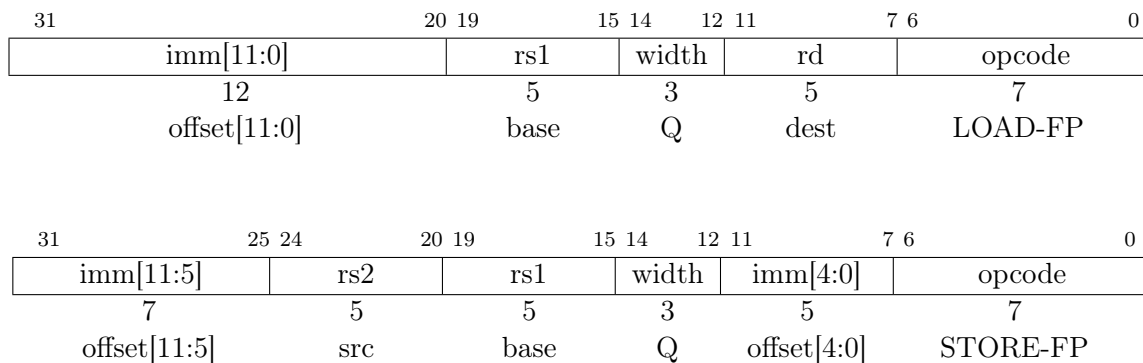 31 20 19 15 14 12 11 7 6 0
imm[11:0] rs1 width rd opcode
12 5 3 5 7
offset[11:0] base Q dest LOAD-FP
31 25 24 20 19 15 14 12 11 7 6 0
imm[11:5] rs2 rs1 width imm[4:0] opcode
7 5 5 3 5 7
offset[11:5] src base Q offset[4:0] STORE-FP